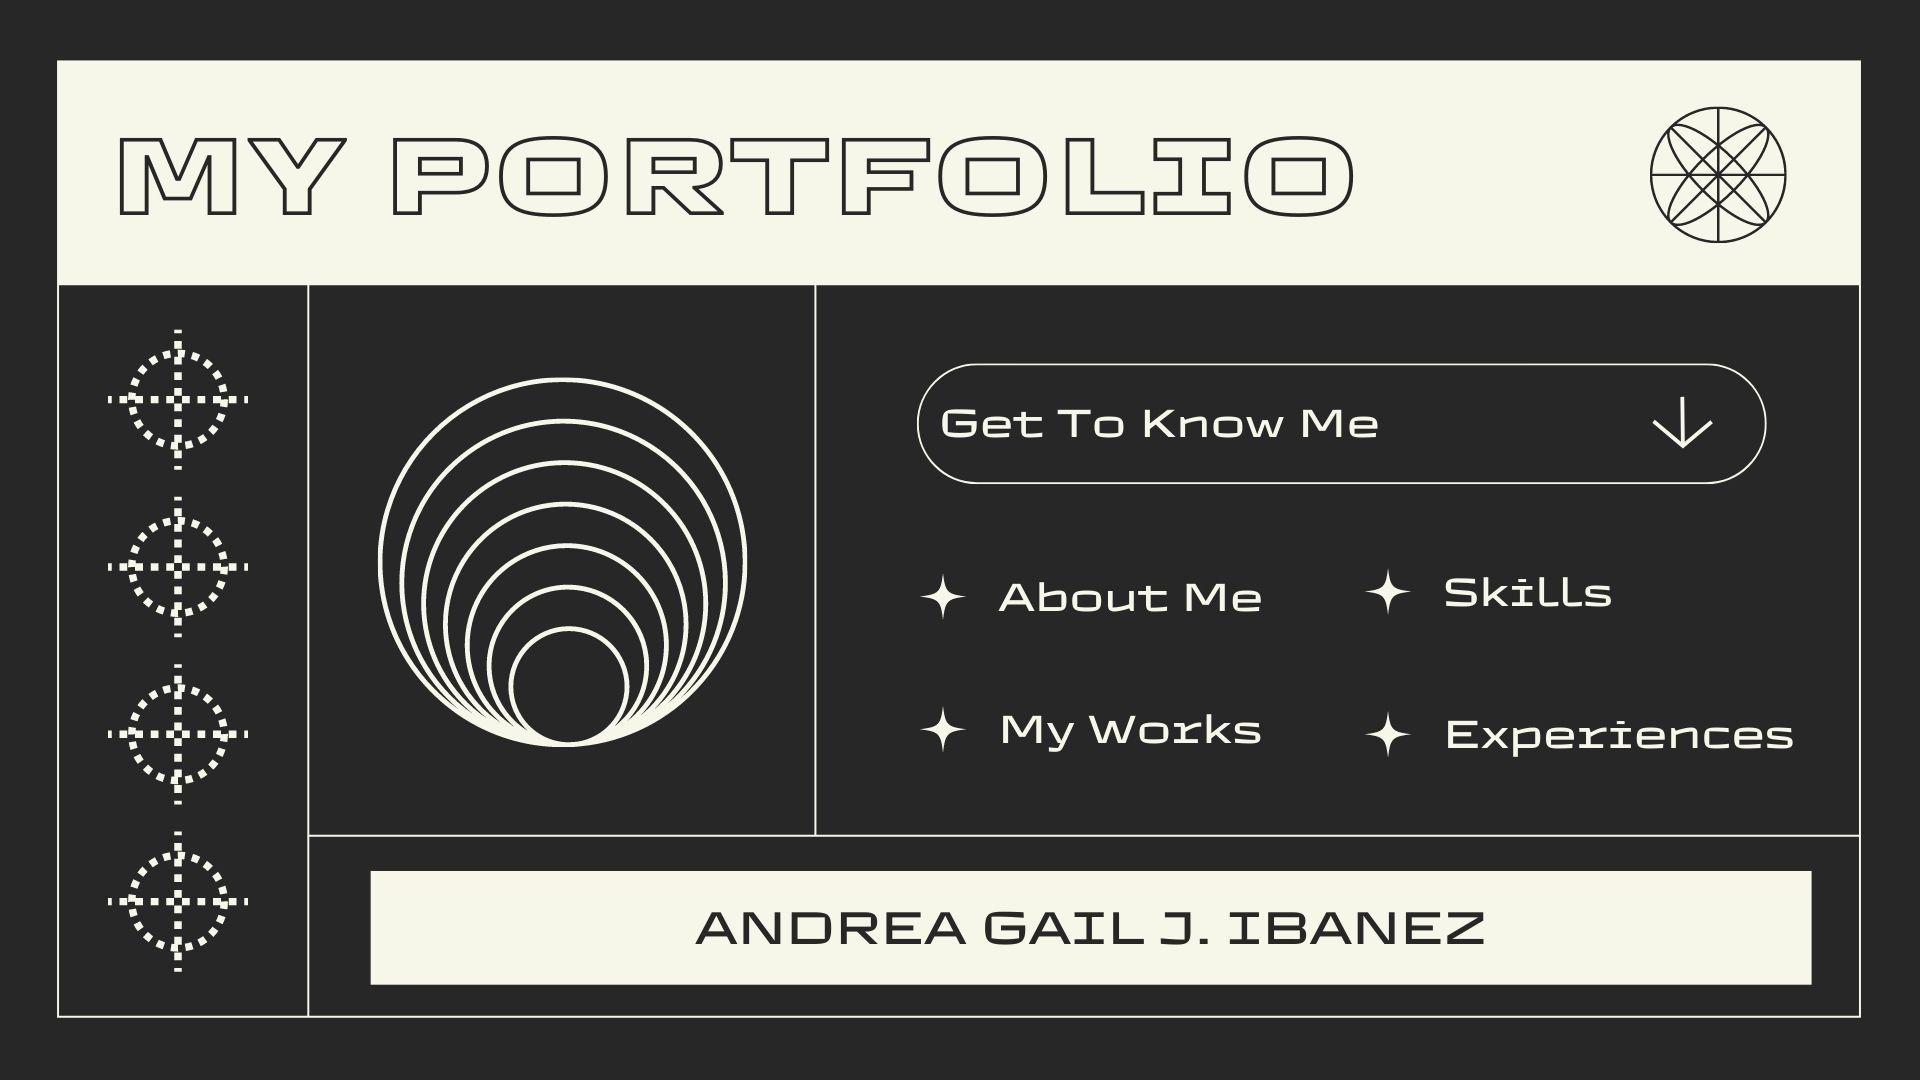 MY PORTFOLIO
Get To Know Me
About Me
Skills
My Works
Experiences
ANDREA GAIL J. IBANEZ